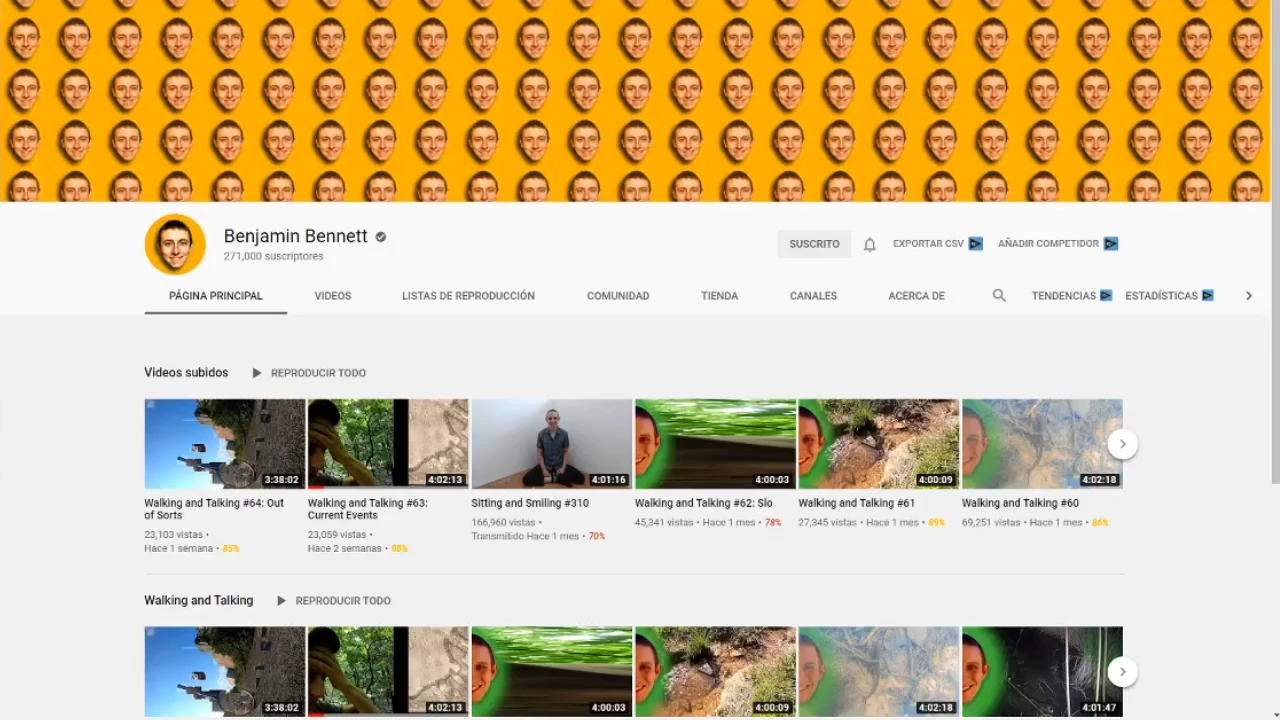 Benjamin Bennett
271,000 suscriptores
SUSCRITO
EXPORTAR CSV
AÑADIR COMPETIDOR
PÁGINA PRINCIPAL
VIDEOS
LISTAS DE REPRODUCCIÓN
COMUNIDAD
TIENDA
CANALES
ACERCA DE
TENDENCIAS
ESTADÍSTICAS
Videos subidos
REPRODUCIR TODO
3:38:02
4:02:13
4:01:16
4:00:03
4:00:09
4:02:18
Walking and Talking #64: Out
of Sorts
23,103 vistas •
Hace 1 semana • 85%
Walking and Talking #63:
Current Events
23,059 vistas •
Hace 2 semanas • 88%
Sitting and Smiling #310
166,960 vistas •
Transmitido Hace 1 mes • 70%
Walking and Talking #62: Slo
45,341 vistas • Hace 1 mes • 78%
Walking and Talking #61
27,345 vistas • Hace 1 mes • 89%
Walking and Talking #60
69,251 vistas • Hace 1 mes • 86%
Walking and Talking
REPRODUCIR TODO
3:38:02
4:02:13
4:00:03
4:00:09
4:02:18
4:01:47